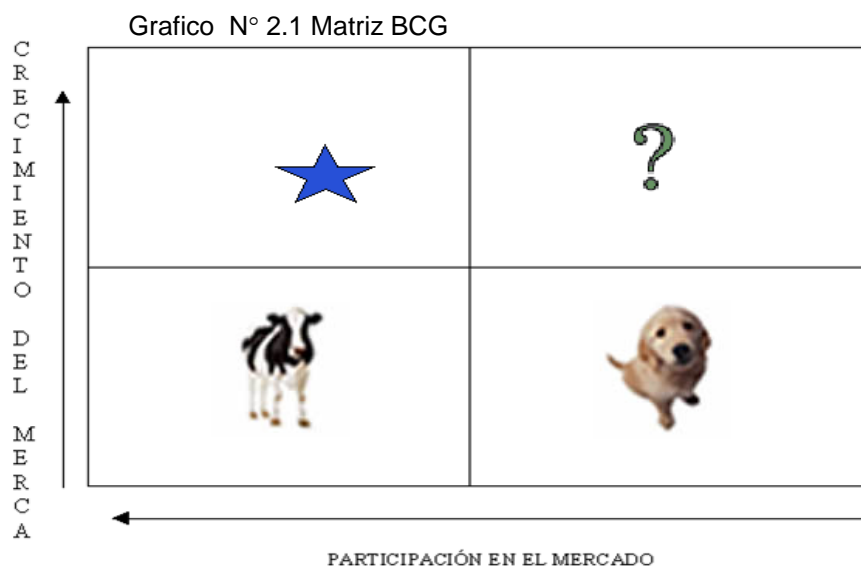 Grafico N° 2.1 Matriz BCG
CRECIMIENTO DEL MERCA
?
PARTICIPACIÓN EN EL MERCADO